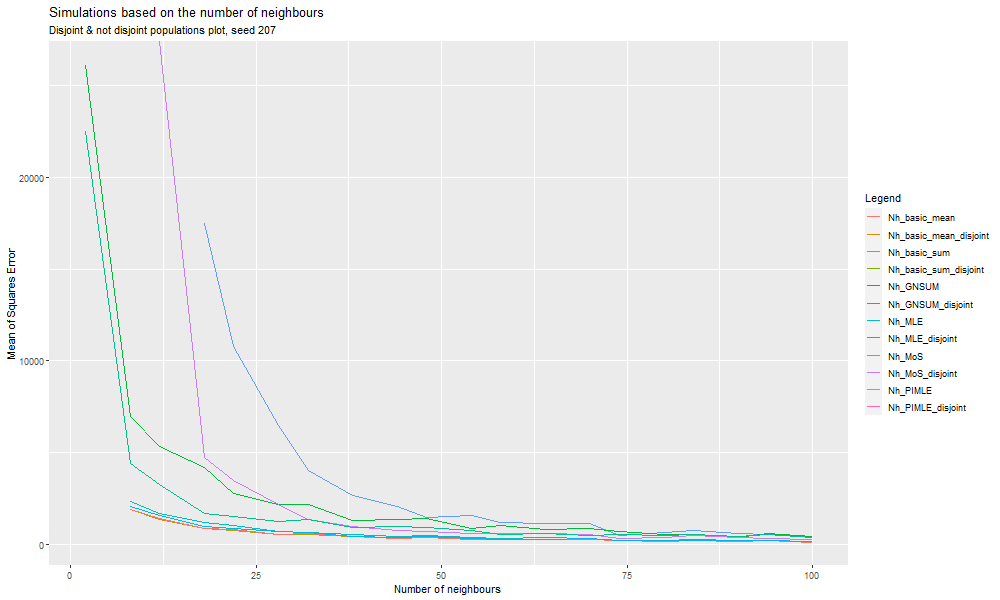 Simulations based on the number of neighbours
Disjoint & not disjoint populations plot, seed 207
Mean of Squares Error
20000
10000
0
0
25
50
75
100
Number of neighbours
Legend
Nh_basic_mean
Nh_basic_mean_disjoint
Nh_basic_sum
Nh_basic_sum_disjoint
Nh_GNSUM
Nh_GNSUM_disjoint
Nh_MLE
Nh_MLE_disjoint
Nh_MoS
Nh_MoS_disjoint
Nh_PIMLE
Nh_PIMLE_disjoint